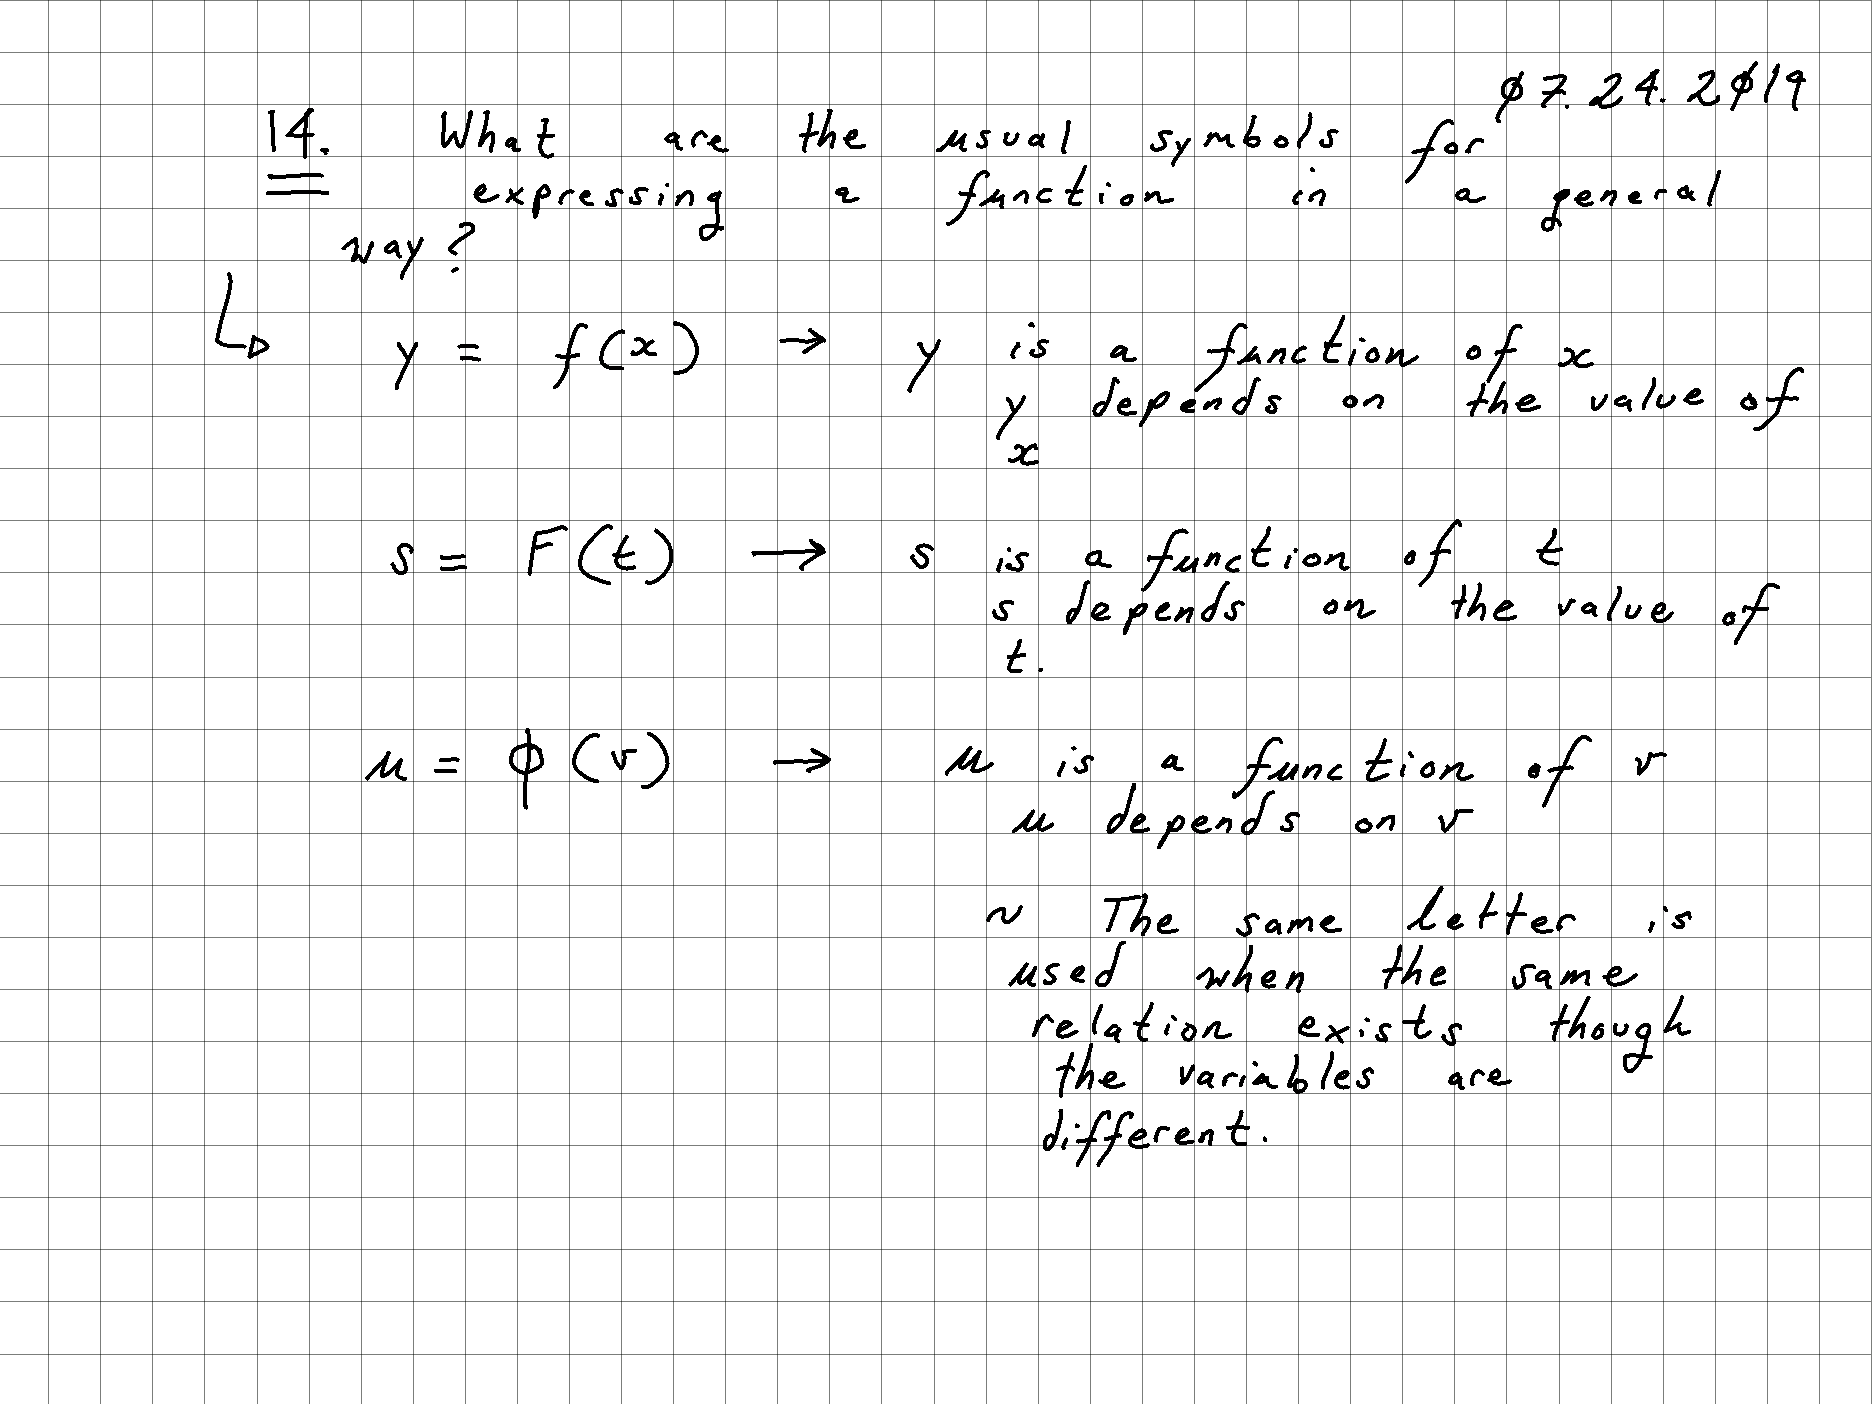 07.24.2019
14. What are the usual symbols for
expressing a function in a general
way?
y = f(x) → y is a function of x
y depends on the value of
x
s = F(t) → s is a function of t
s depends on the value of
t.
u = ϕ(v) → u is a function of v
u depends on v
~ The same letter is
used when the same
relation exists though
the variables are
different.